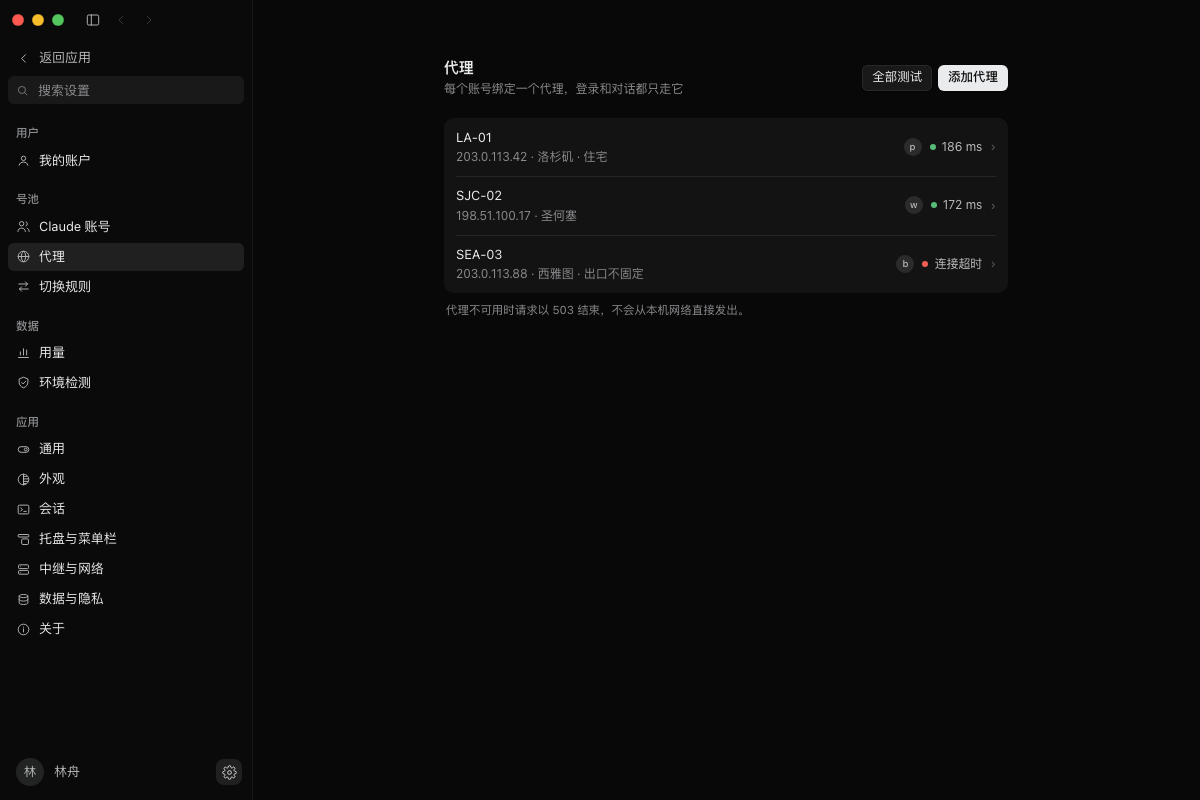 返回应用
搜索设置
用户
我的账户
号池
Claude 账号
代理
切换规则
数据
用量
环境检测
应用
通用
外观
会话
托盘与菜单栏
中继与网络
数据与隐私
关于
林 林舟
代理
每个账号绑定一个代理，登录和对话都只走它
全部测试 添加代理
LA-01
203.0.113.42 · 洛杉矶 · 住宅
p 186 ms
SJC-02
198.51.100.17 · 圣何塞
w 172 ms
SEA-03
203.0.113.88 · 西雅图 · 出口不固定
b 连接超时
代理不可用时请求以 503 结束，不会从本机网络直接发出。